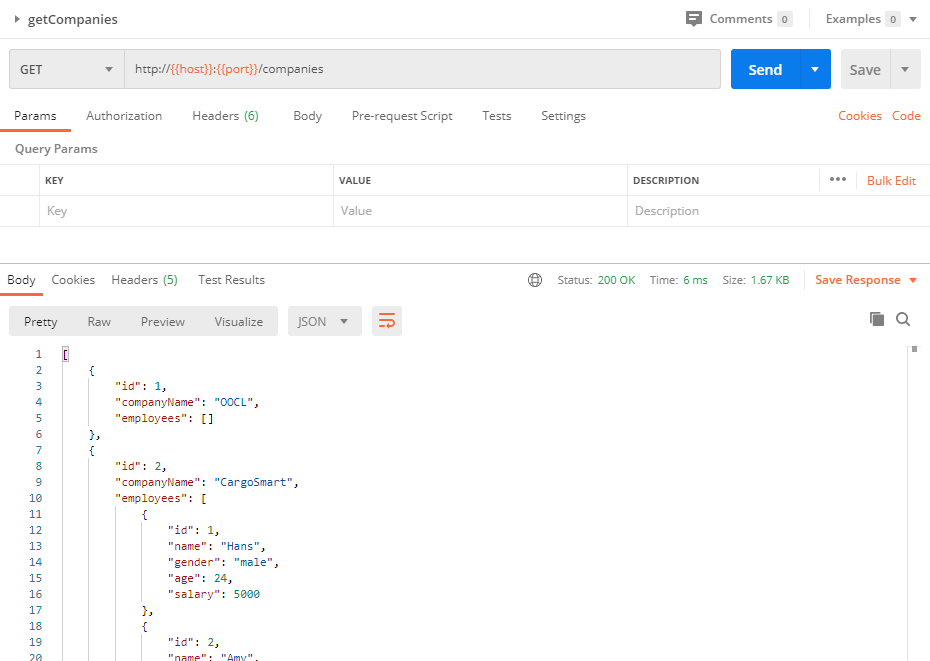 getCompanies Comments 0 Examples 0
GET http://{{host}}:{{port}}/companies Send Save
Params Authorization Headers (6) Body Pre-request Script Tests Settings Cookies Code
Query Params
KEY VALUE DESCRIPTION ••• Bulk Edit
Key Value Description
Body Cookies Headers (5) Test Results Status: 200 OK Time: 6 ms Size: 1.67 KB Save Response
Pretty Raw Preview Visualize JSON
1 [
2 {
3 "id": 1,
4 "companyName": "OOCL",
5 "employees": []
6 },
7 {
8 "id": 2,
9 "companyName": "CargoSmart",
10 "employees": [
11 {
12 "id": 1,
13 "name": "Hans",
14 "gender": "male",
15 "age": 24,
16 "salary": 5000
17 },
18 {
19 "id": 2,
20 "name": "Amy",